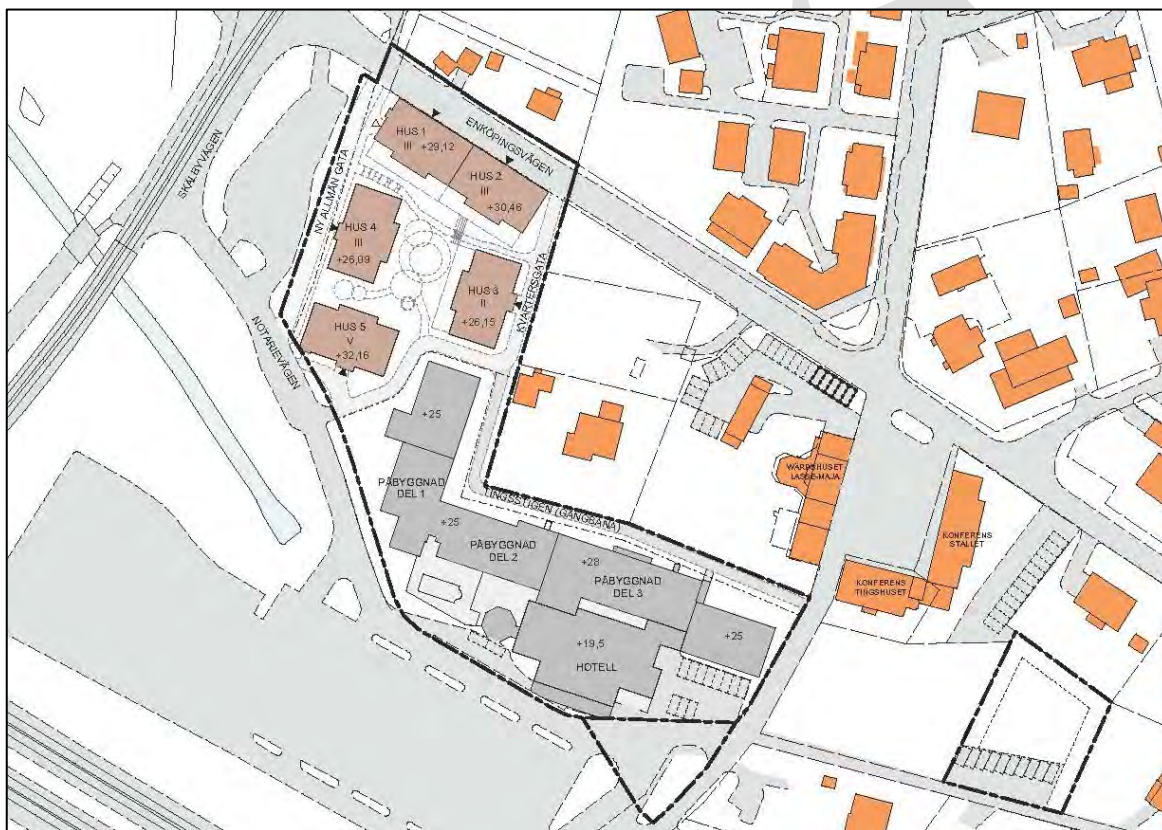 ENKÖPINGSVÄGEN
HUS 1
III
+29,12
HUS 2
III
+30,46
SKÄLBYVÄGEN
NY ALLMÄN GATA
HUS 4
III
+26,09
HUS 3
II
+26,15
KVARTERSGATA
HUS 5
V
+32,16
NOTARIEVÄGEN
+25
PÅBYGGNAD
DEL 1
TINGSSTIGEN (GÅNGBANA)
+25
PÅBYGGNAD
DEL 2
+28
PÅBYGGNAD
DEL 3
+25
+19,5
HOTELL
WÄRDSHUSET
LASSE-MAJA
KONFERENS
STALLET
KONFERENS
TINGSHUSET